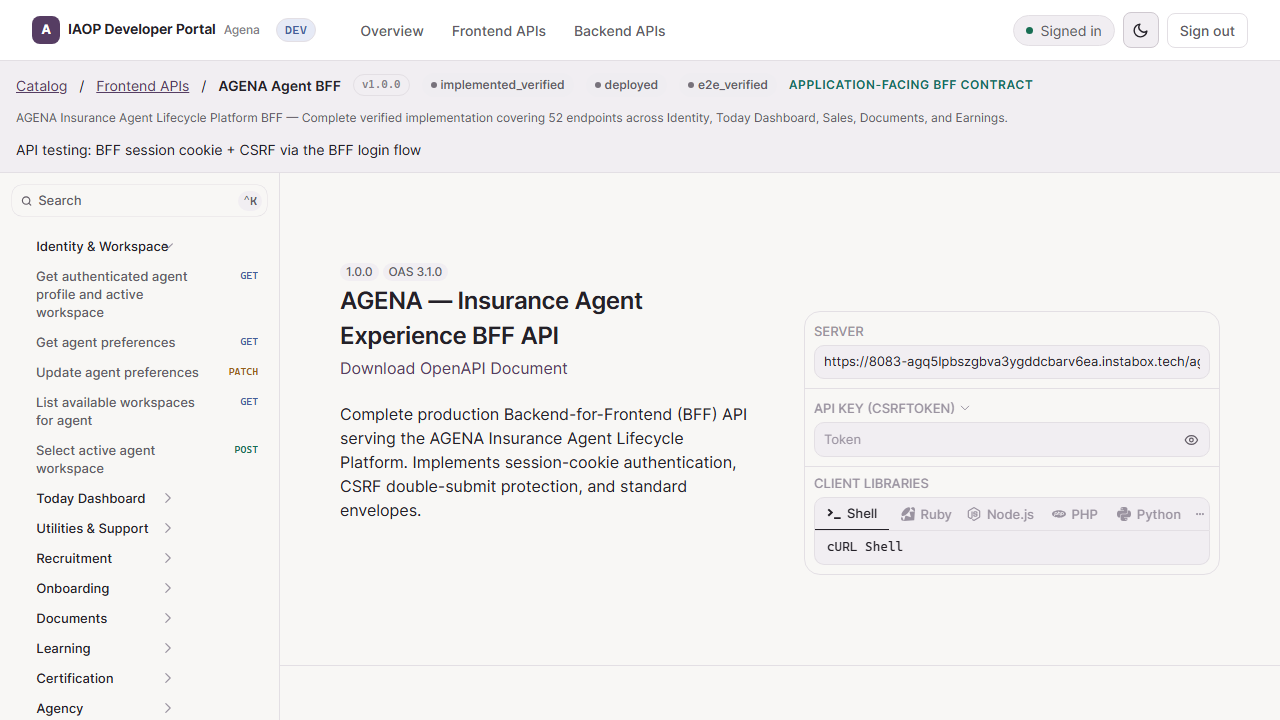 A IAOP Developer Portal Agena DEV Overview Frontend APIs Backend APIs Signed in Sign out
Catalog / Frontend APIs / AGENA Agent BFF v1.0.0 implemented_verified deployed e2e_verified APPLICATION-FACING BFF CONTRACT
AGENA Insurance Agent Lifecycle Platform BFF — Complete verified implementation covering 52 endpoints across Identity, Today Dashboard, Sales, Documents, and Earnings.
API testing: BFF session cookie + CSRF via the BFF login flow
Search ^K
Identity & Workspace
Get authenticated agent GET
profile and active
workspace
Get agent preferences GET
Update agent preferences PATCH
List available workspaces GET
for agent
Select active agent POST
workspace
Today Dashboard
Utilities & Support
Recruitment
Onboarding
Documents
Learning
Certification
Agency
1.0.0 OAS 3.1.0
AGENA — Insurance Agent
Experience BFF API
Download OpenAPI Document
Complete production Backend-for-Frontend (BFF) API
serving the AGENA Insurance Agent Lifecycle
Platform. Implements session-cookie authentication,
CSRF double-submit protection, and standard
envelopes.
SERVER
https://8083-agq5lpbszgbva3ygddcbarv6ea.instabox.tech/ag
API KEY (CSRFTOKEN)
Token
CLIENT LIBRARIES
Shell Ruby Node.js PHP Python ...
cURL Shell